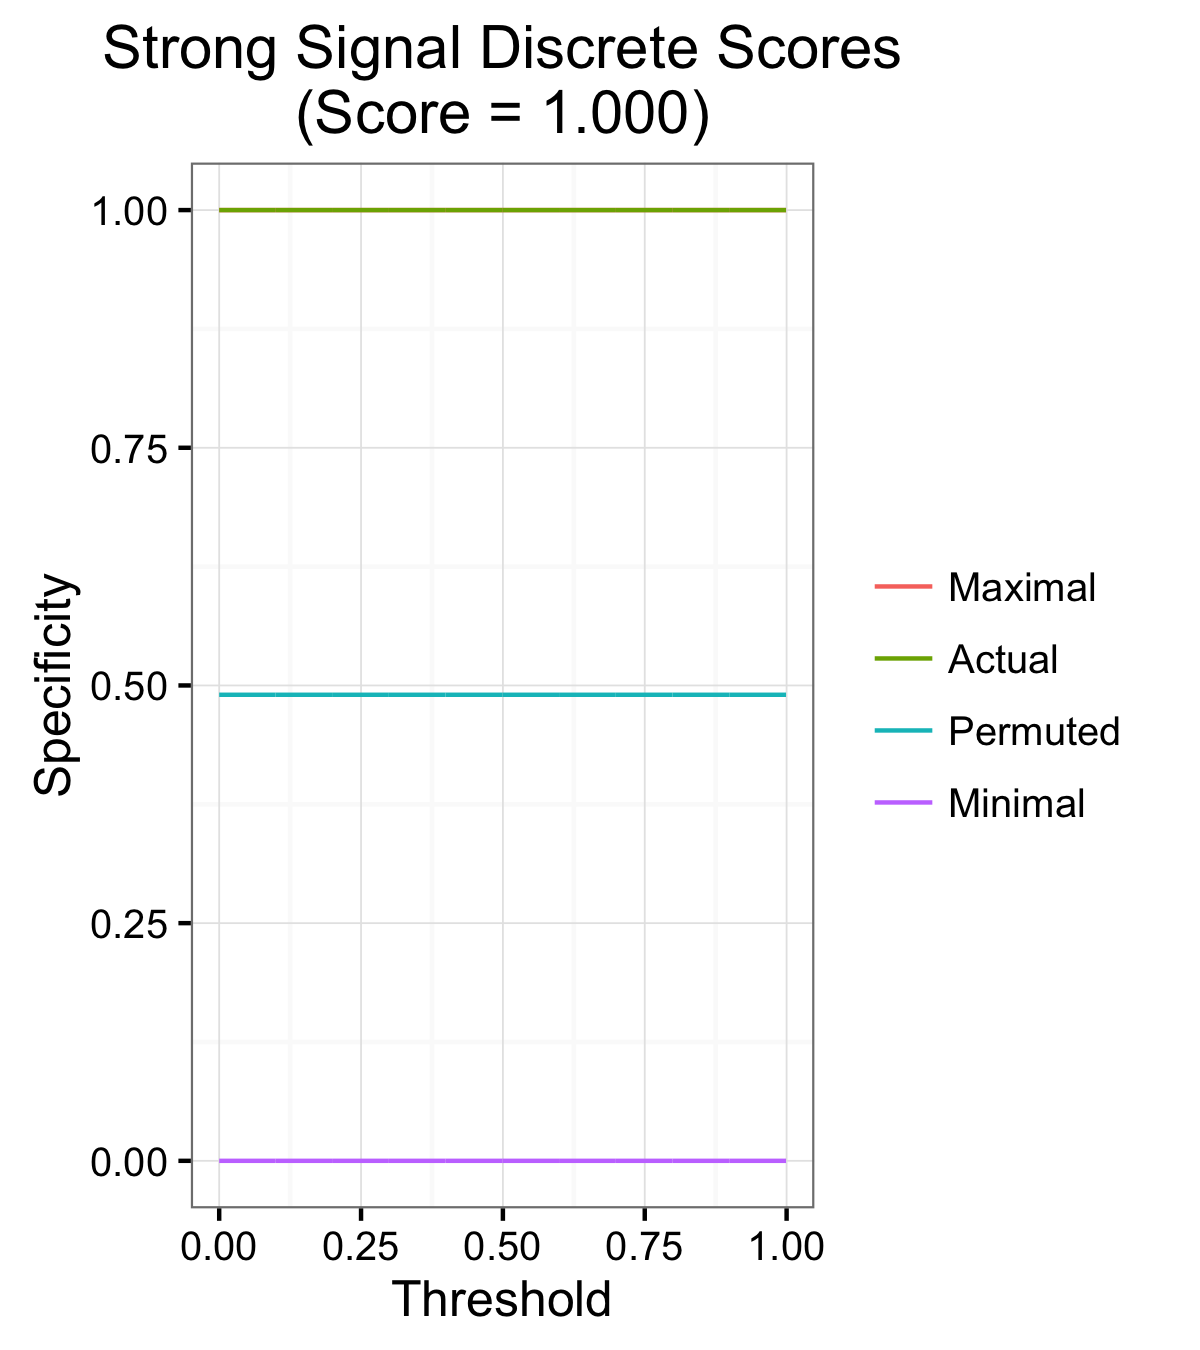 Strong Signal Discrete Scores
(Score = 1.000)
1.00
0.75
0.50
0.25
0.00
Specificity
0.00 0.25 0.50 0.75 1.00
Threshold
Maximal
Actual
Permuted
Minimal